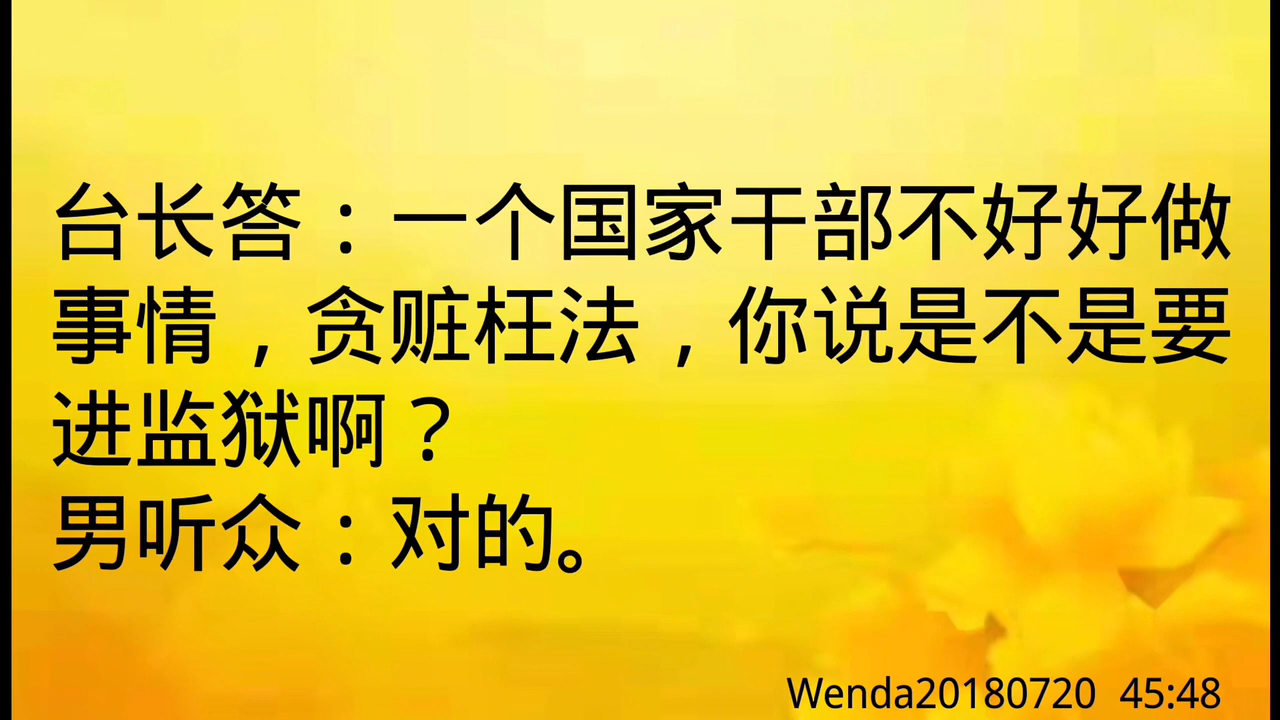 台长答：一个国家干部不好好做
事情，贪赃枉法，你说是不是要
进监狱啊？
男听众：对的。
Wenda20180720 45:48